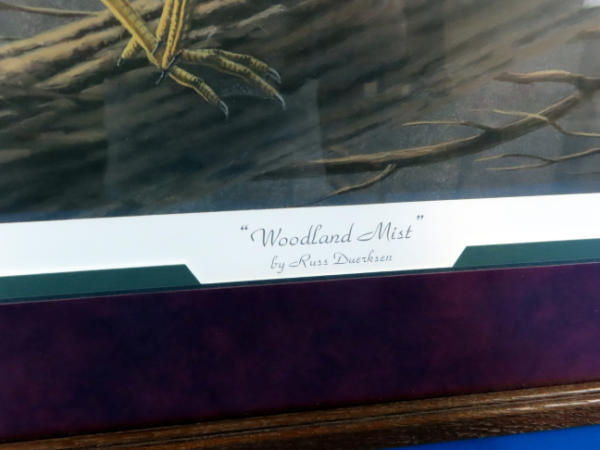 "Woodland Mist"
by Russ Duerksen